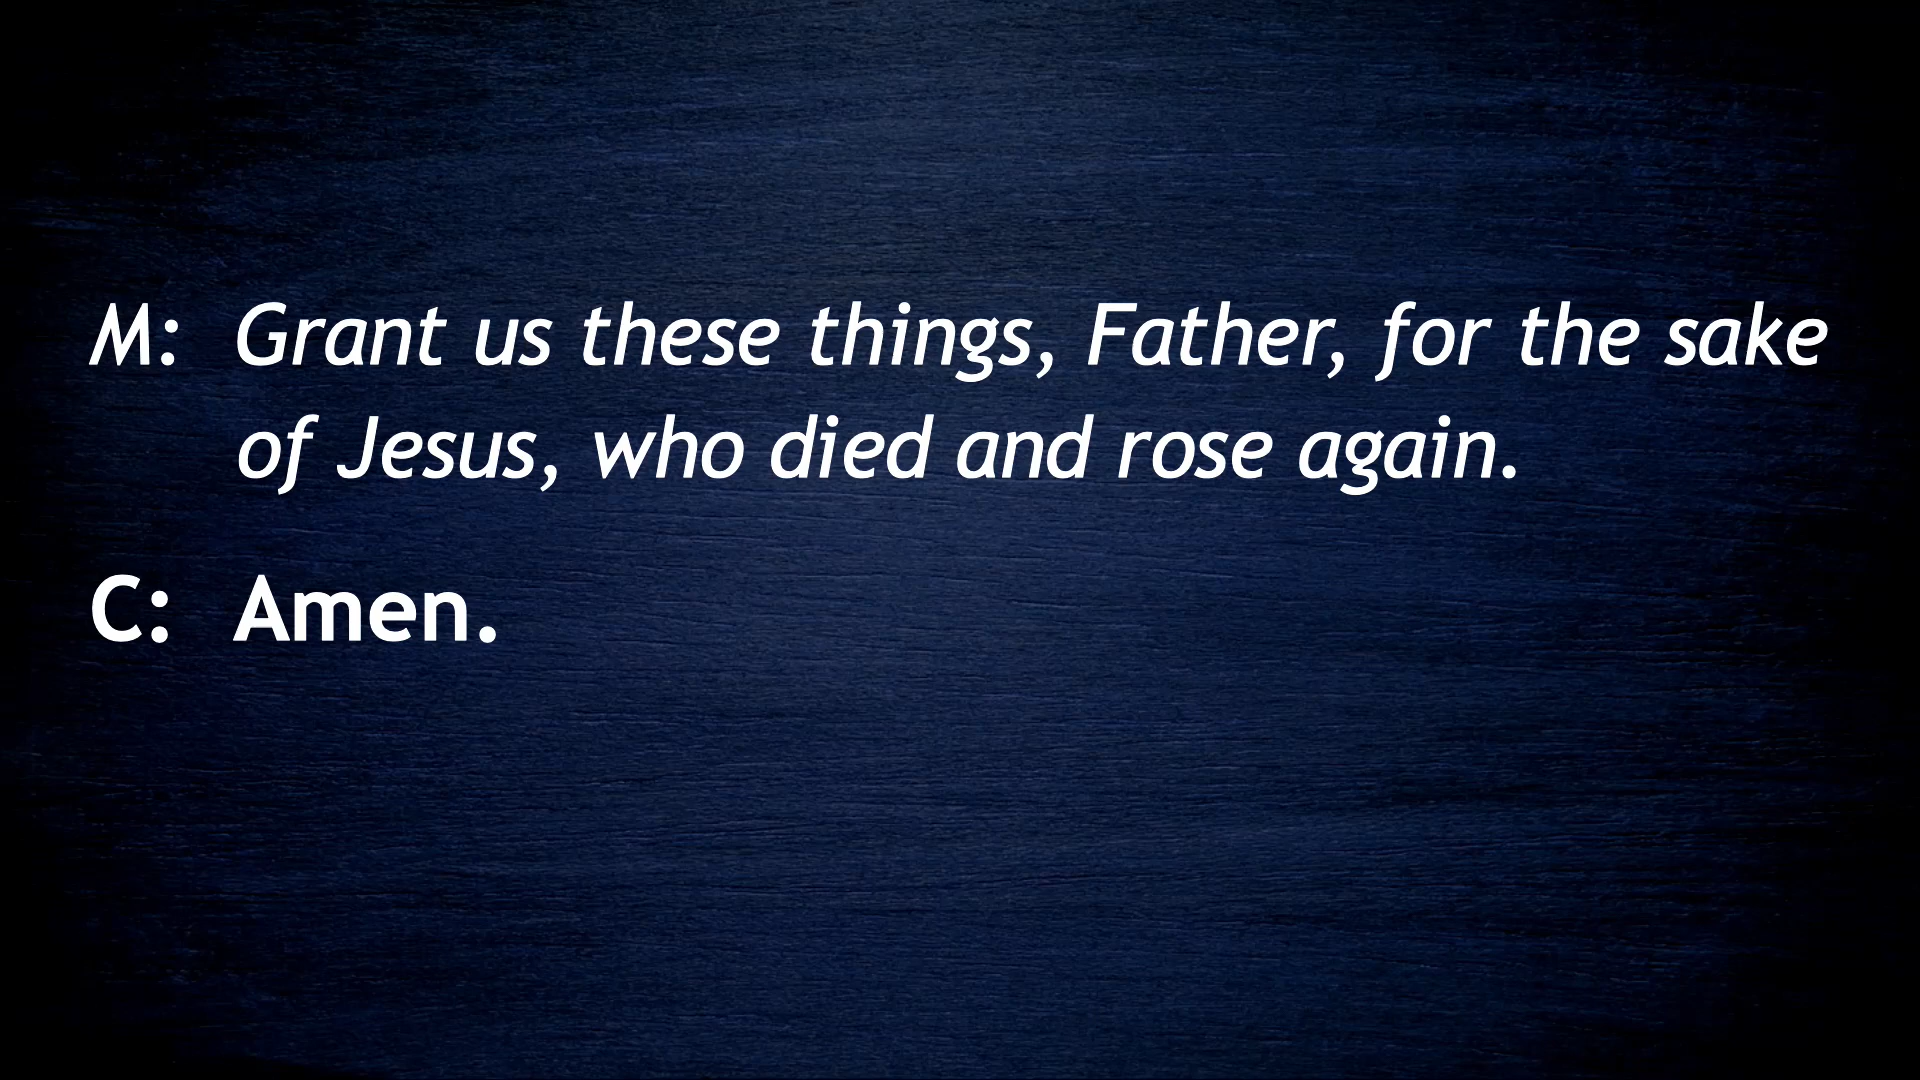 M: Grant us these things, Father, for the sake
of Jesus, who died and rose again.
C: Amen.